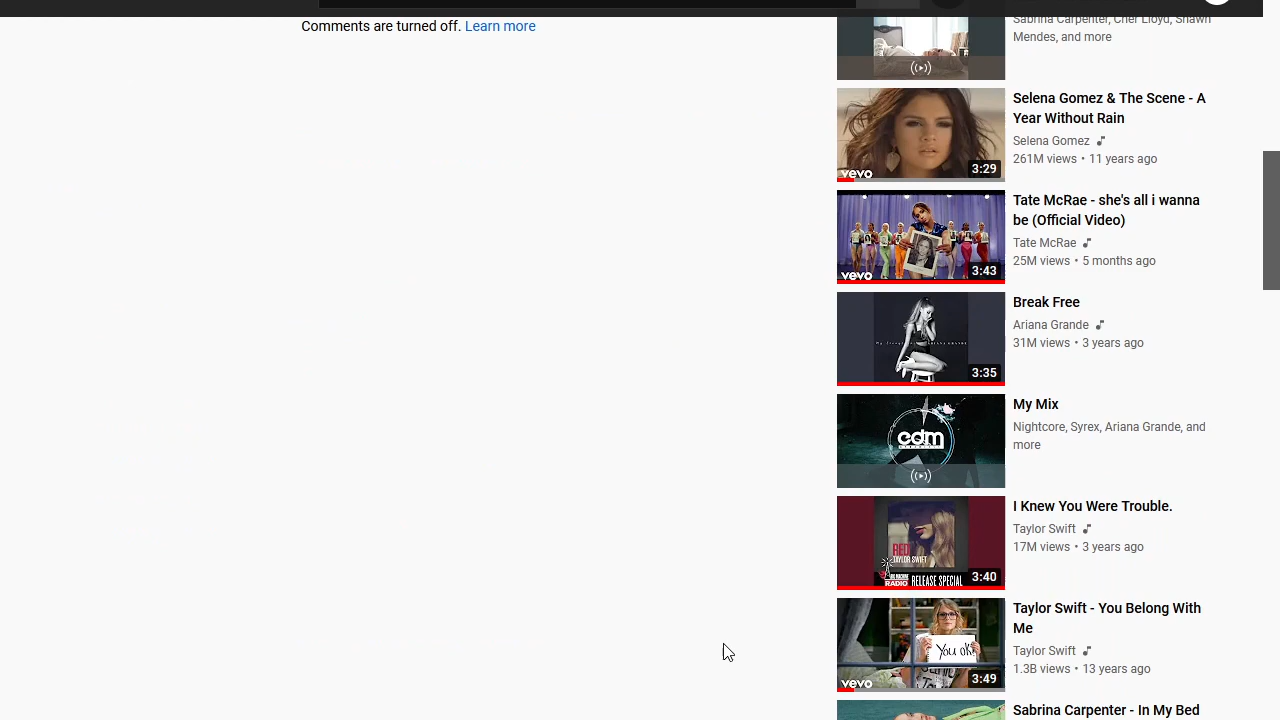 Comments are turned off. Learn more
Sabrina Carpenter, Cher Lloyd, Shawn
Mendes, and more
vevo
3:29
Selena Gomez & The Scene - A
Year Without Rain
Selena Gomez
261M views • 11 years ago
vevo
3:43
Tate McRae - she's all i wanna
be (Official Video)
Tate McRae
25M views • 5 months ago
3:35
Break Free
Ariana Grande
31M views • 3 years ago
edm
My Mix
Nightcore, Syrex, Ariana Grande, and
more
RED
TAYLOR SWIFT
RADIO RELEASE SPECIAL
3:40
I Knew You Were Trouble.
Taylor Swift
17M views • 3 years ago
You ok?
vevo
3:49
Taylor Swift - You Belong With
Me
Taylor Swift
1.3B views • 13 years ago
Sabrina Carpenter - In My Bed